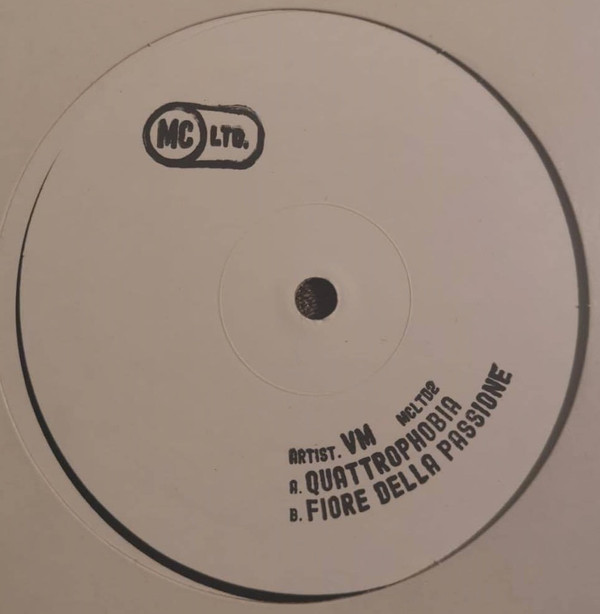 MC LTD.
ARTIST. VM MCLTD2
A. QUATTROPHOBIA
B. FIORE DELLA PASSIONE